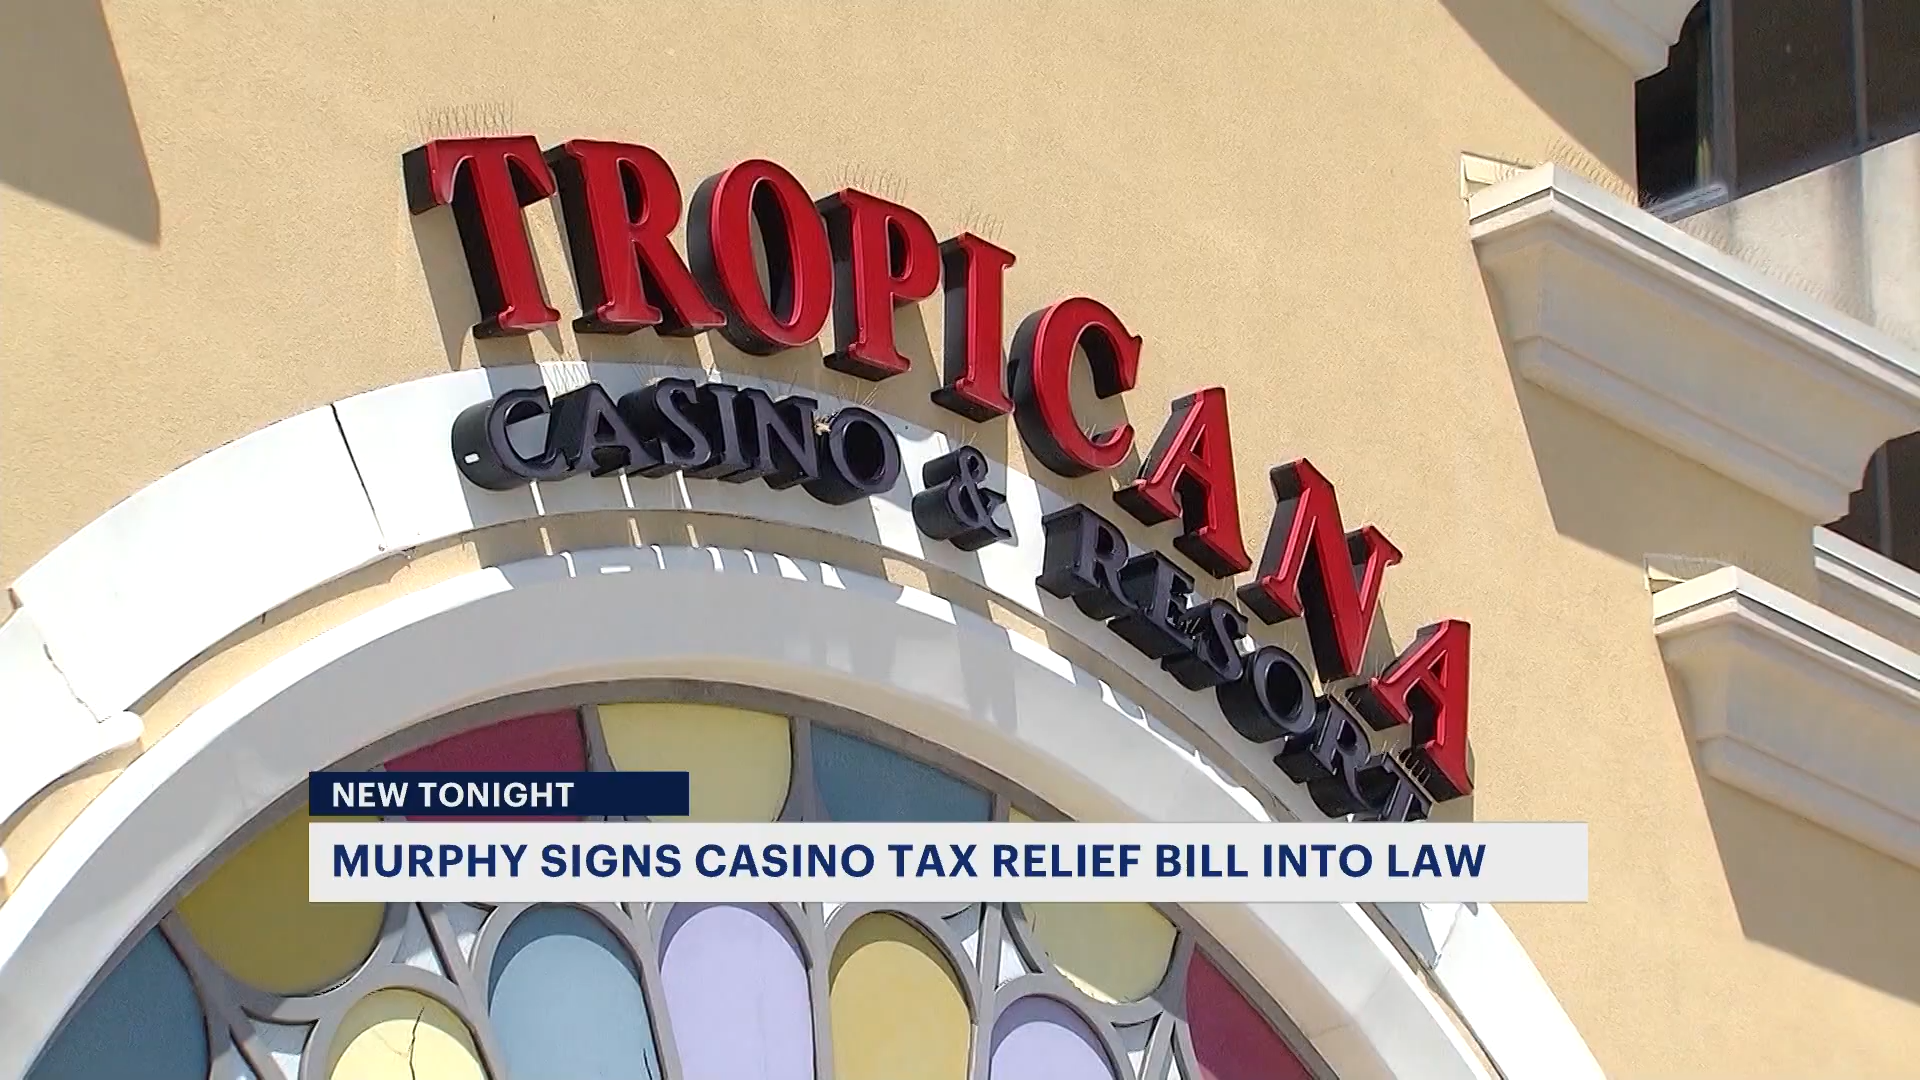 TROPICANA
CASINO & RESORT
NEW TONIGHT
MURPHY SIGNS CASINO TAX RELIEF BILL INTO LAW